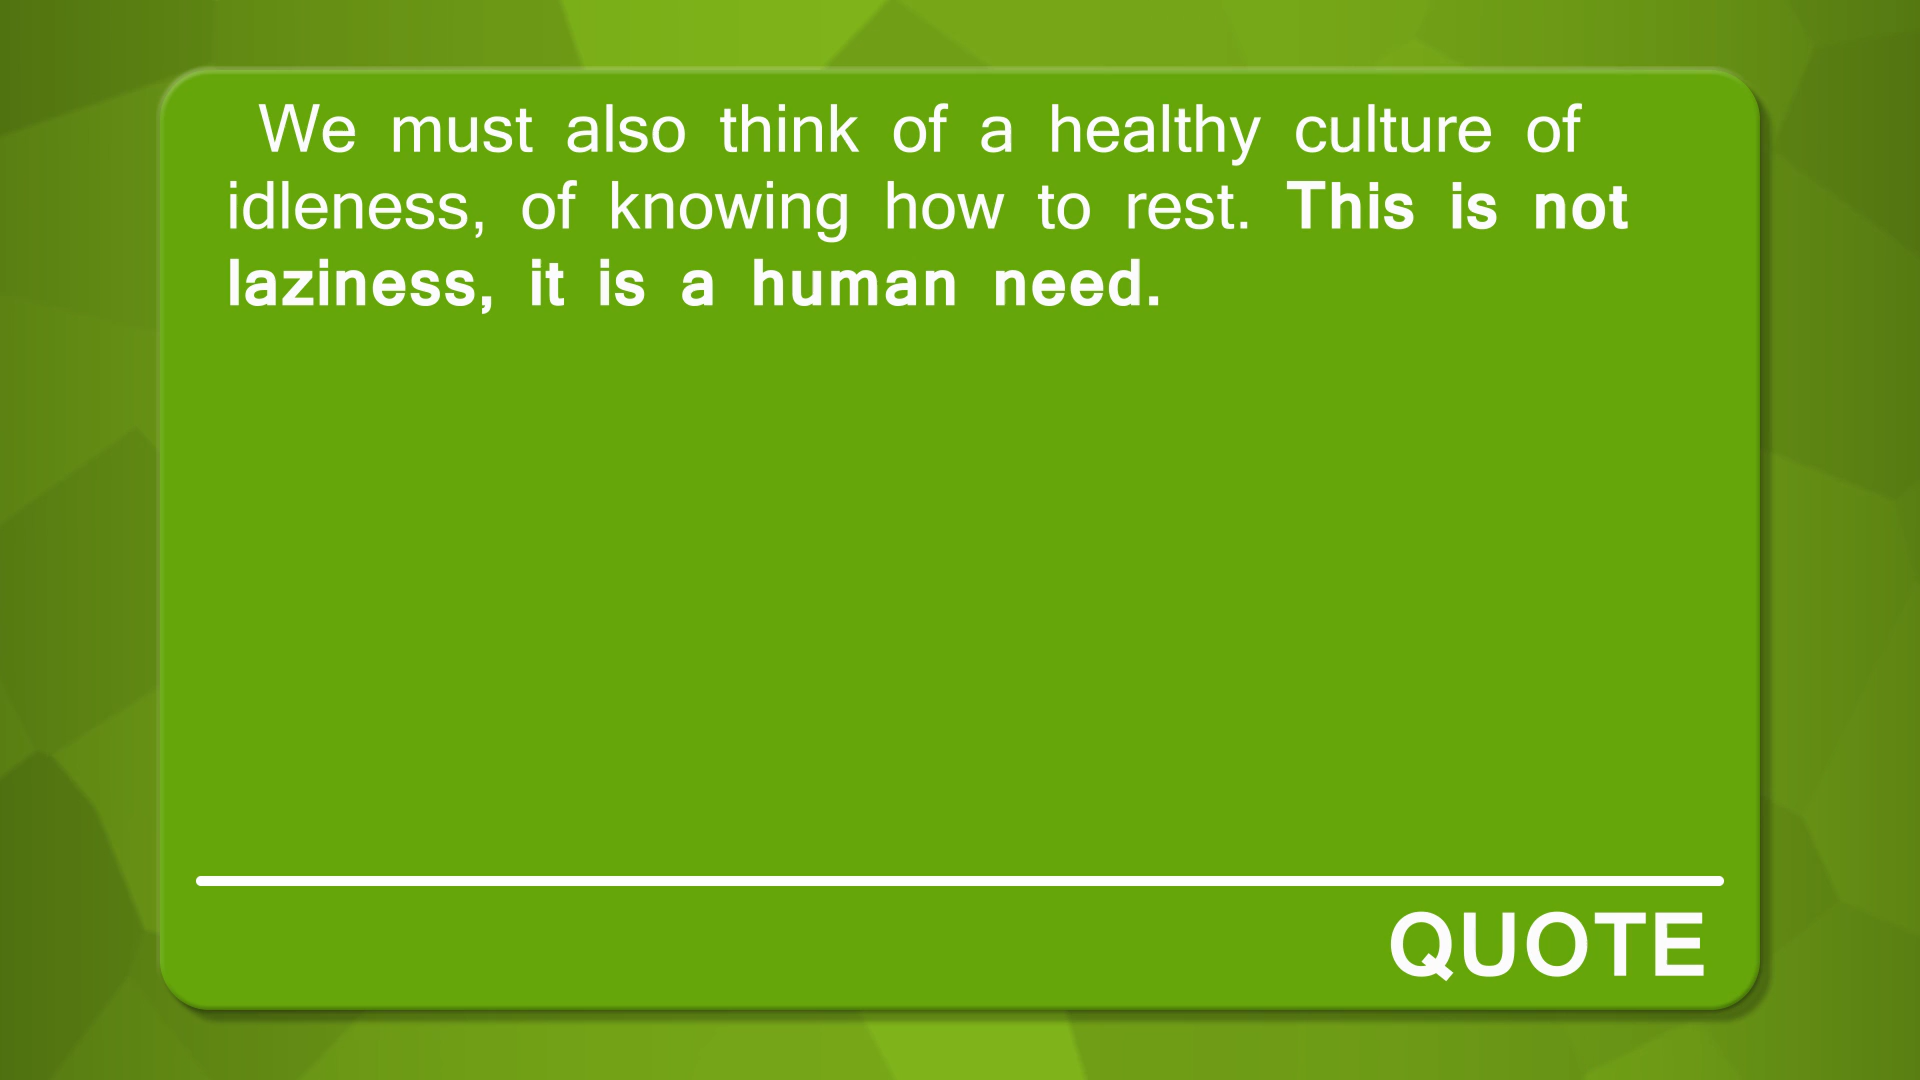 We must also think of a healthy culture of
idleness, of knowing how to rest. This is not
laziness, it is a human need.
QUOTE